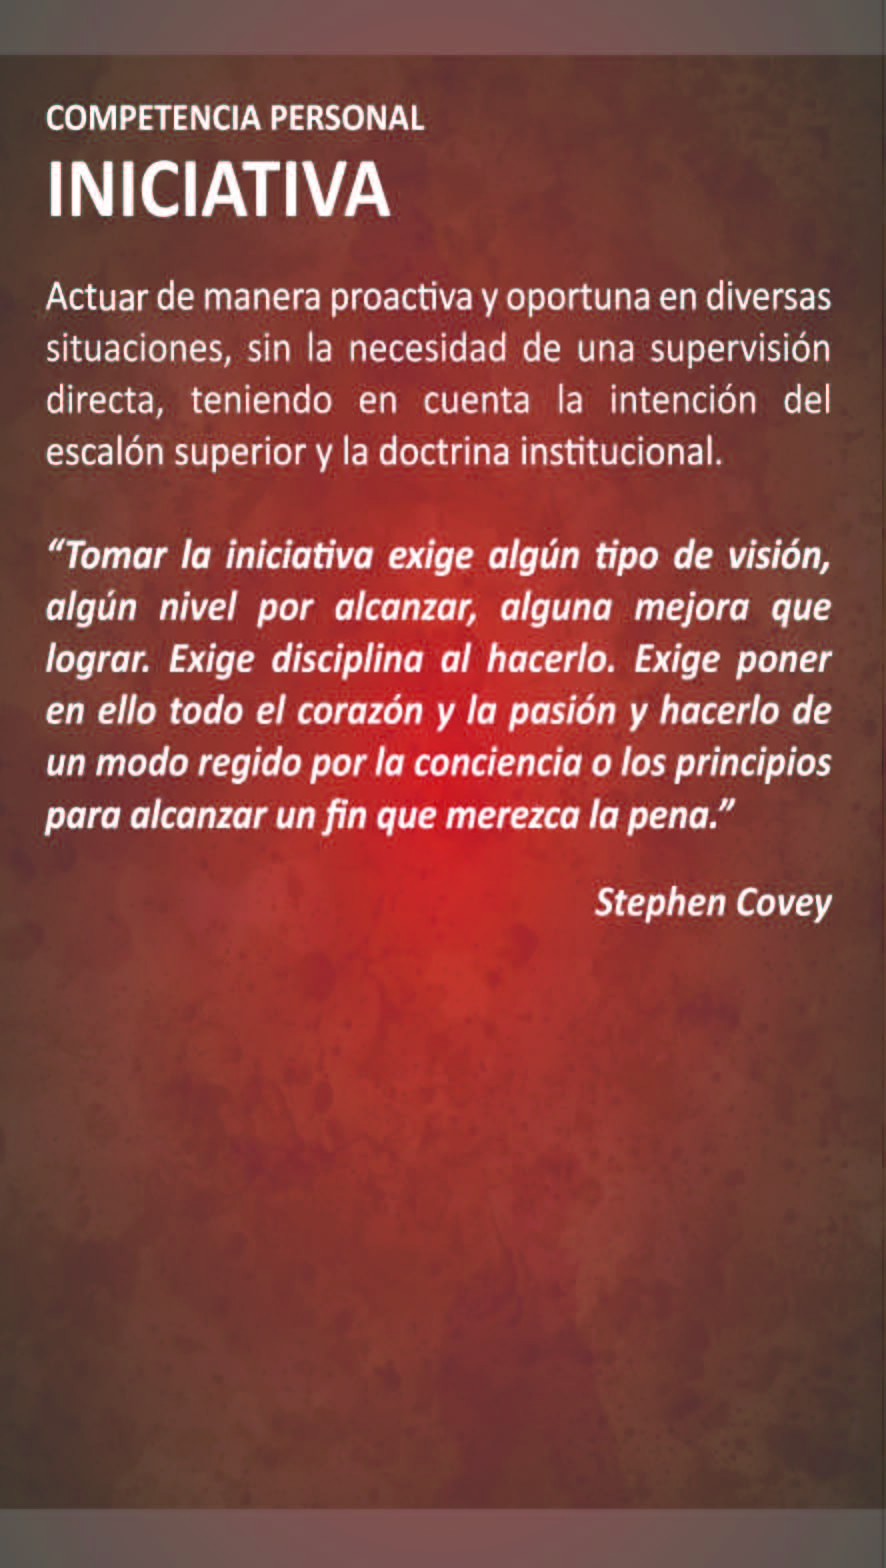 COMPETENCIA PERSONAL
INICIATIVA
Actuar de manera proactiva y oportuna en diversas
situaciones, sin la necesidad de una supervisión
directa, teniendo en cuenta la intención del
escalón superior y la doctrina institucional.
“Tomar la iniciativa exige algún tipo de visión,
algún nivel por alcanzar, alguna mejora que
lograr. Exige disciplina al hacerlo. Exige poner
en ello todo el corazón y la pasión y hacerlo de
un modo regido por la conciencia o los principios
para alcanzar un fin que merezca la pena.”
Stephen Covey